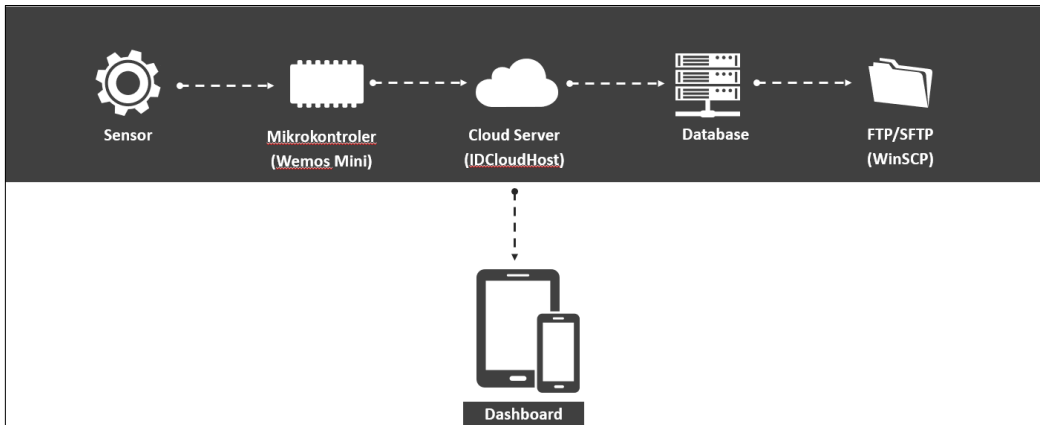 Sensor
Mikrokontroler
(Wemos Mini)
Cloud Server
(IDCloudHost)
Database
FTP/SFTP
(WinSCP)
Dashboard